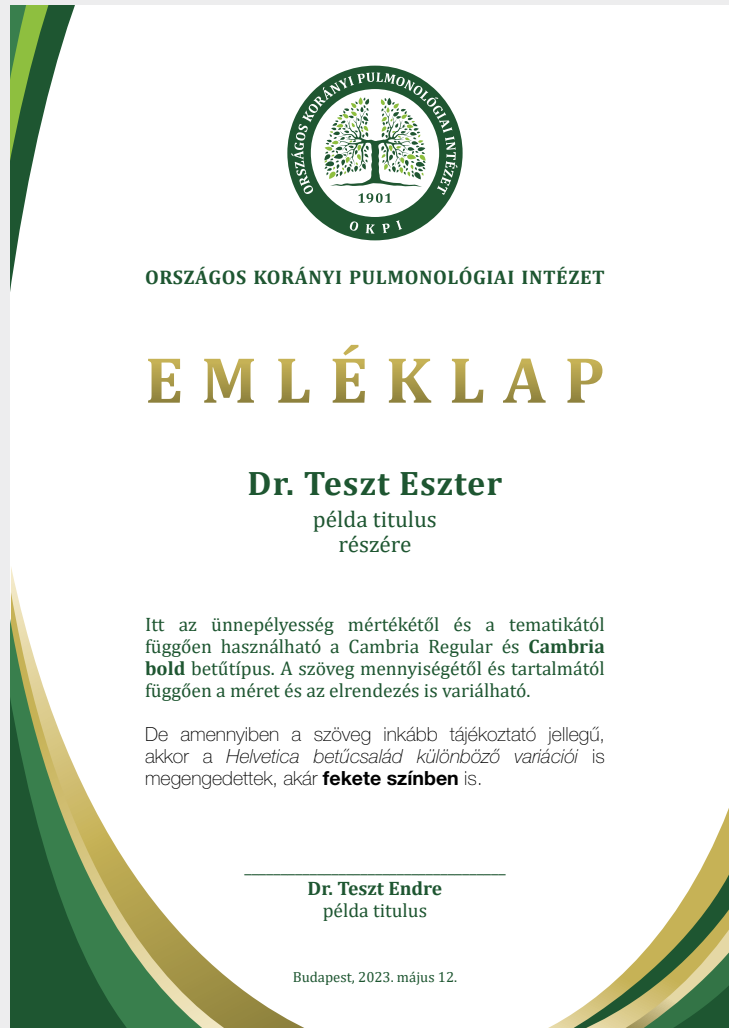 ORSZÁGOS KORÁNYI PULMONOLÓGIAI INTÉZET
1901
OKPI
ORSZÁGOS KORÁNYI PULMONOLÓGIAI INTÉZET
EMLÉKLAP
Dr. Teszt Eszter
példa titulus
részére
Itt az ünnepélyesség mértékétől és a tematikától
függően használható a Cambria Regular és Cambria
bold betűtípus. A szöveg mennyiségétől és tartalmától
függően a méret és az elrendezés is variálható.
De amennyiben a szöveg inkább tájékoztató jellegű,
akkor a Helvetica betűcsalád különböző variációi is
megengedettek, akár fekete színben is.
Dr. Teszt Endre
példa titulus
Budapest, 2023. május 12.